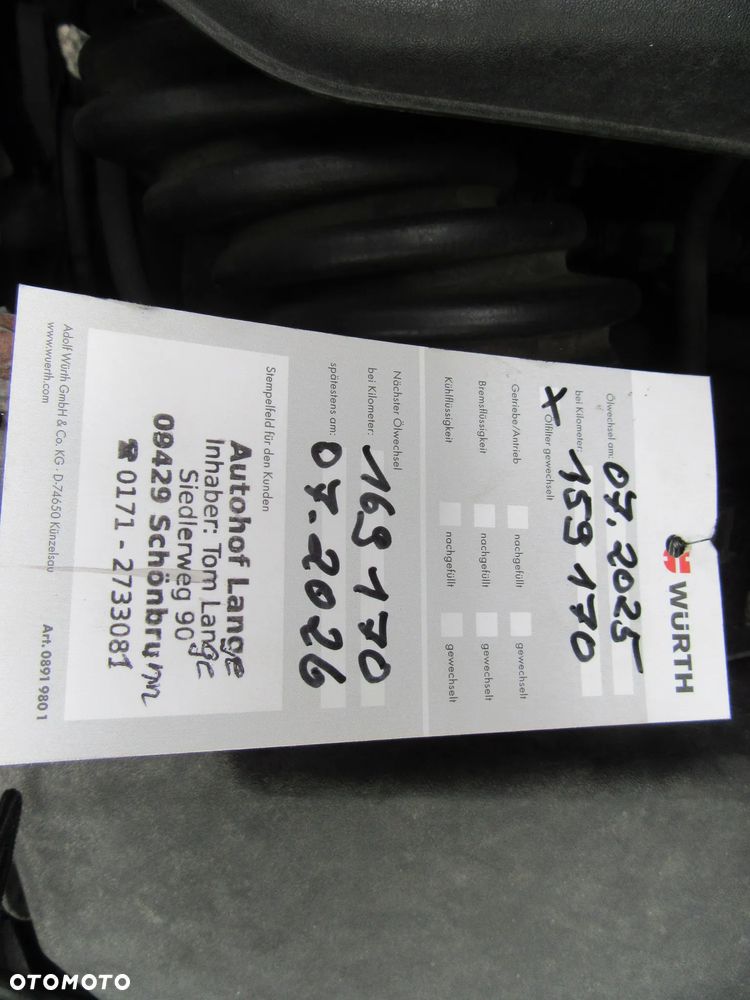 WÜRTH
Ölwechsel am: 07.2025
bei Kilometer: 159 170
x Ölfilter gewechselt
Getriebe/Antrieb nachgefüllt gewechselt
Bremsflüssigkeit nachgefüllt gewechselt
Kühlflüssigkeit nachgefüllt gewechselt
Nächster Ölwechsel
bei Kilometer: 169 170
spätestens am: 07.2026
Stempelfeld für den Kunden
Autohof Lange
Inhaber: Tom Lange
Siedlerweg 90
09429 Schönbrunn
☎ 0171 - 2733081
Adolf Würth GmbH & Co. KG · D-74650 Künzelsau
www.wuerth.com
Art. 0891 980 1
OTOMOTO